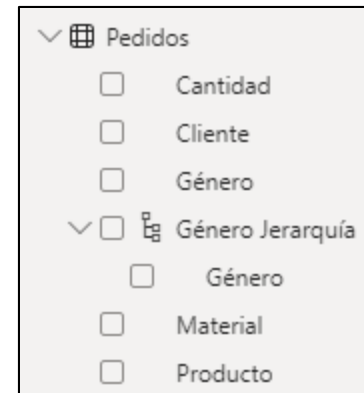 Pedidos
Cantidad
Cliente
Género
Género Jerarquía
Género
Material
Producto